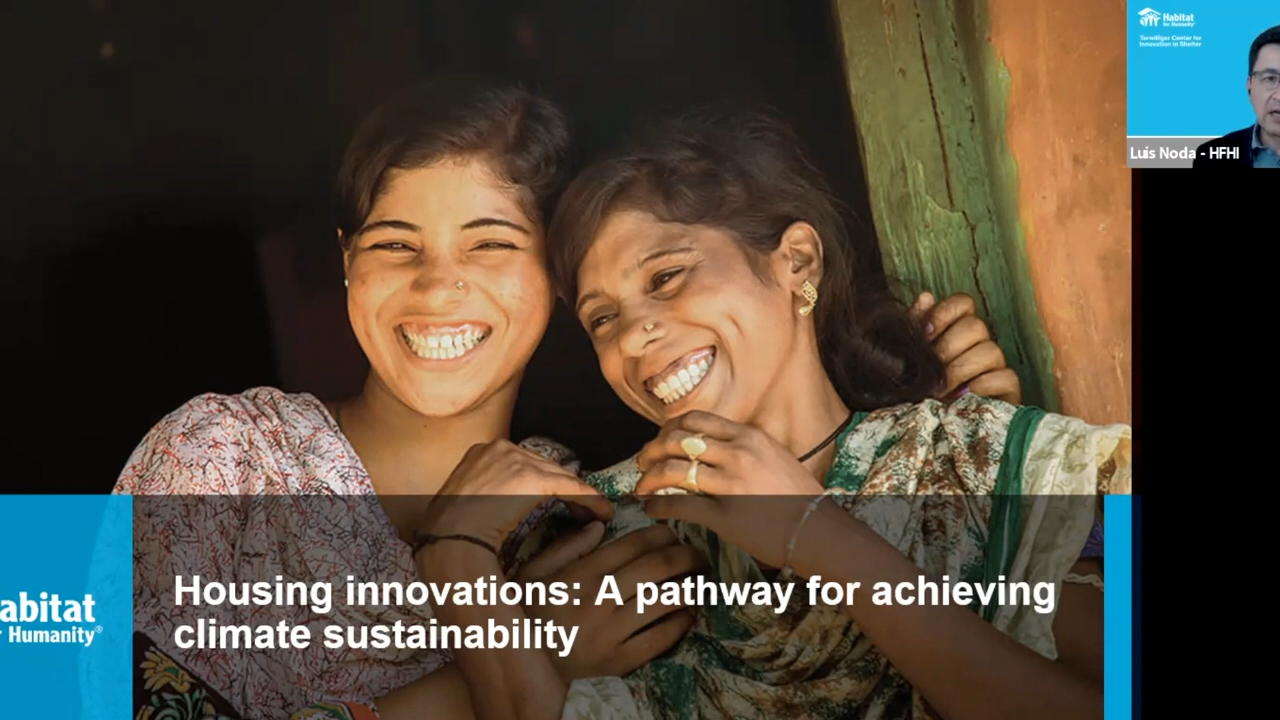 Habitat
for Humanity®
Terwilliger Center for
Innovation in Shelter
Luis Noda - HFHI
abitat
r Humanity®
Housing innovations: A pathway for achieving
climate sustainability